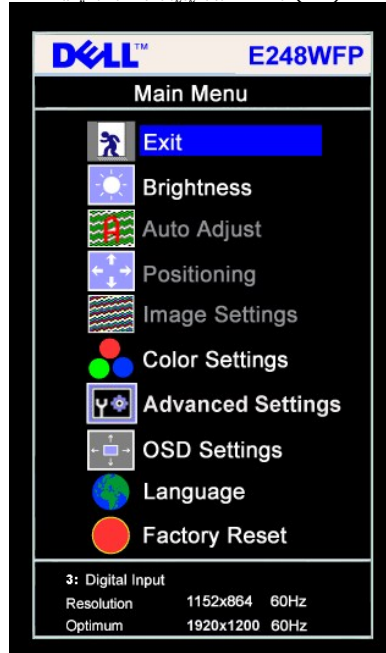 DELL™ E248WFP
Main Menu
Exit
Brightness
Auto Adjust
Positioning
Image Settings
Color Settings
Advanced Settings
OSD Settings
Language
Factory Reset
3: Digital Input
Resolution 1152x864 60Hz
Optimum 1920x1200 60Hz